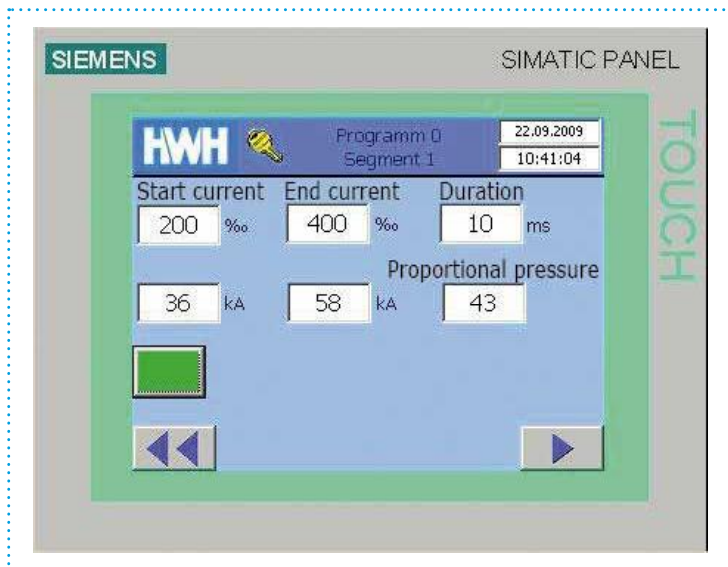 SIEMENS
SIMATIC PANEL
TOUCH
HWH
Programm 0
Segment 1
22.09.2009
10:41:04
Start current End current Duration
200 ‰ 400 ‰ 10 ms
Proportional pressure
36 kA 58 kA 43